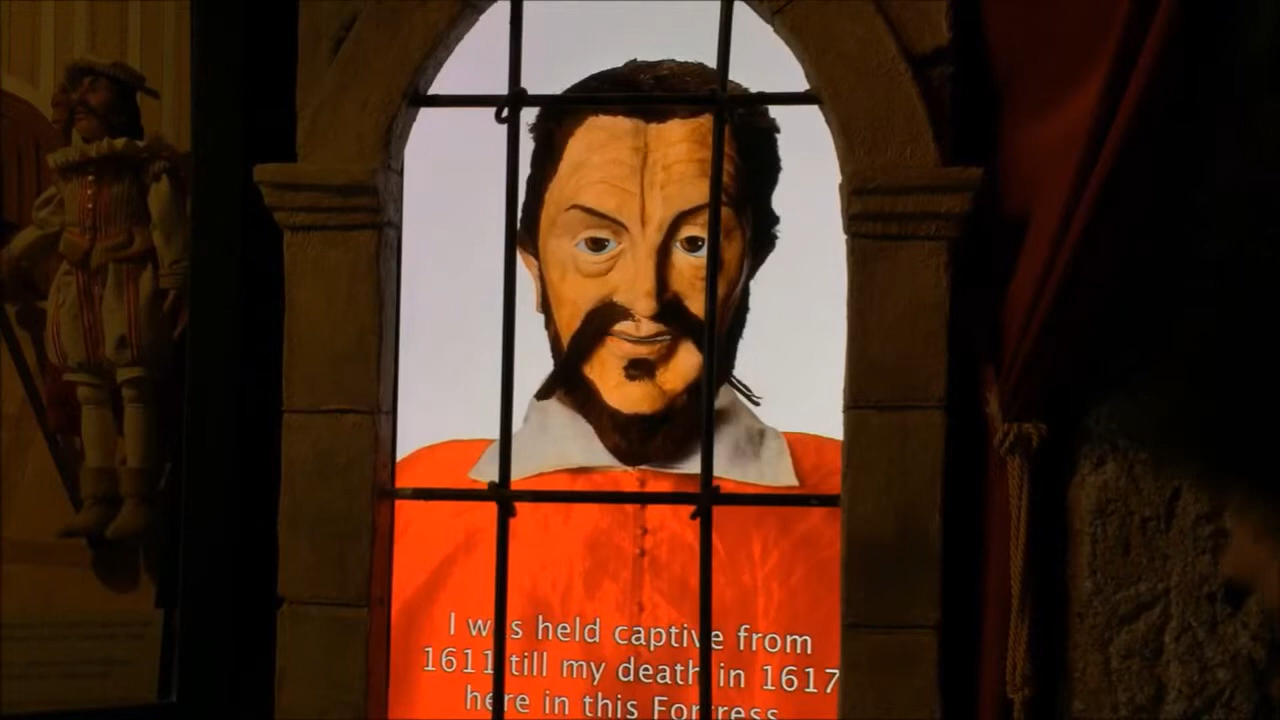 I was held captive from
1611 till my death in 1617
here in this Fortress